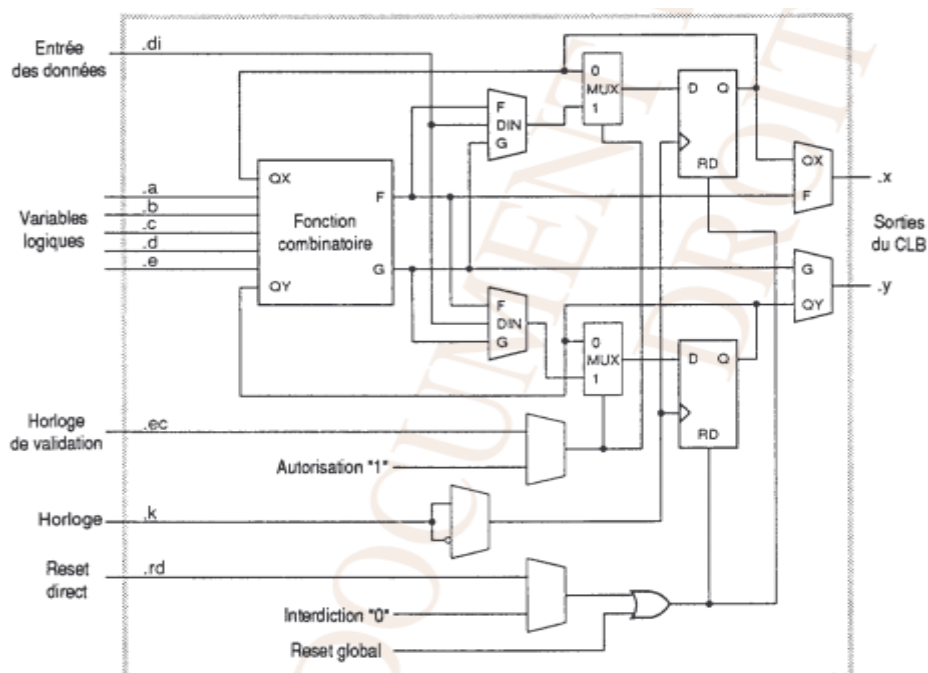 Entrée
des données
.di
Variables
logiques
.a
.b
.c
.d
.e
QX
QY
Fonction
combinatoire
F
G
F
DIN
G
0
MUX
1
D
Q
RD
QX
F
.x
Sorties
du CLB
G
QY
.y
F
DIN
G
0
MUX
1
D
Q
RD
Horloge
de validation
.ec
Autorisation "1"
Horloge
.k
Reset
direct
.rd
Interdiction "0"
Reset global
DOCUMENT
DROIT